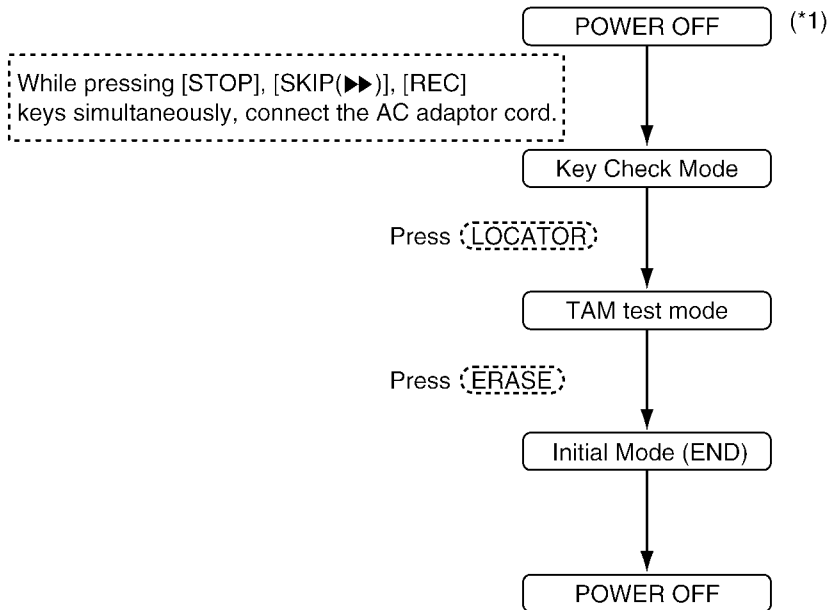 POWER OFF (*1)
While pressing [STOP], [SKIP(▶▶)], [REC]
keys simultaneously, connect the AC adaptor cord.
Key Check Mode
Press LOCATOR
TAM test mode
Press ERASE
Initial Mode (END)
POWER OFF